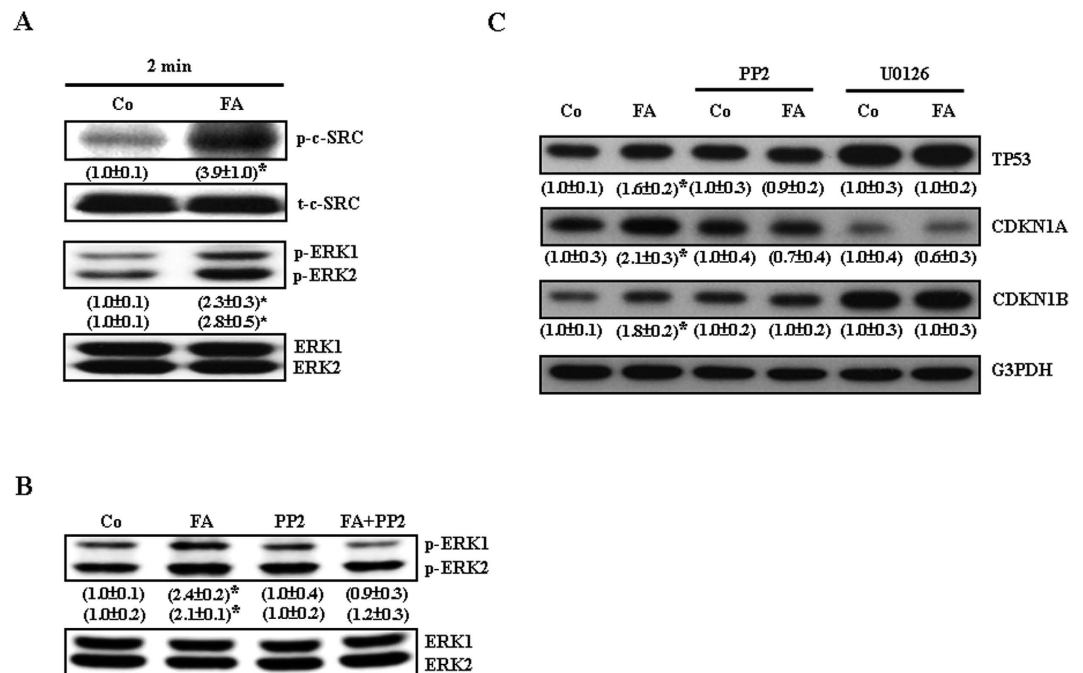 A
2 min
Co FA
p-c-SRC
(1.0±0.1) (3.9±1.0)*
t-c-SRC
p-ERK1
p-ERK2
(1.0±0.1) (2.3±0.3)*
(1.0±0.1) (2.8±0.5)*
ERK1
ERK2
B
Co FA PP2 FA+PP2
p-ERK1
p-ERK2
(1.0±0.1) (2.4±0.2)* (1.0±0.4) (0.9±0.3)
(1.0±0.2) (2.1±0.1)* (1.0±0.2) (1.2±0.3)
ERK1
ERK2
C
PP2 U0126
Co FA Co FA Co FA
TP53
(1.0±0.1) (1.6±0.2)* (1.0±0.3) (0.9±0.2) (1.0±0.3) (1.0±0.2)
CDKN1A
(1.0±0.3) (2.1±0.3)* (1.0±0.4) (0.7±0.4) (1.0±0.4) (0.6±0.3)
CDKN1B
(1.0±0.1) (1.8±0.2)* (1.0±0.2) (1.0±0.2) (1.0±0.3) (1.0±0.3)
G3PDH